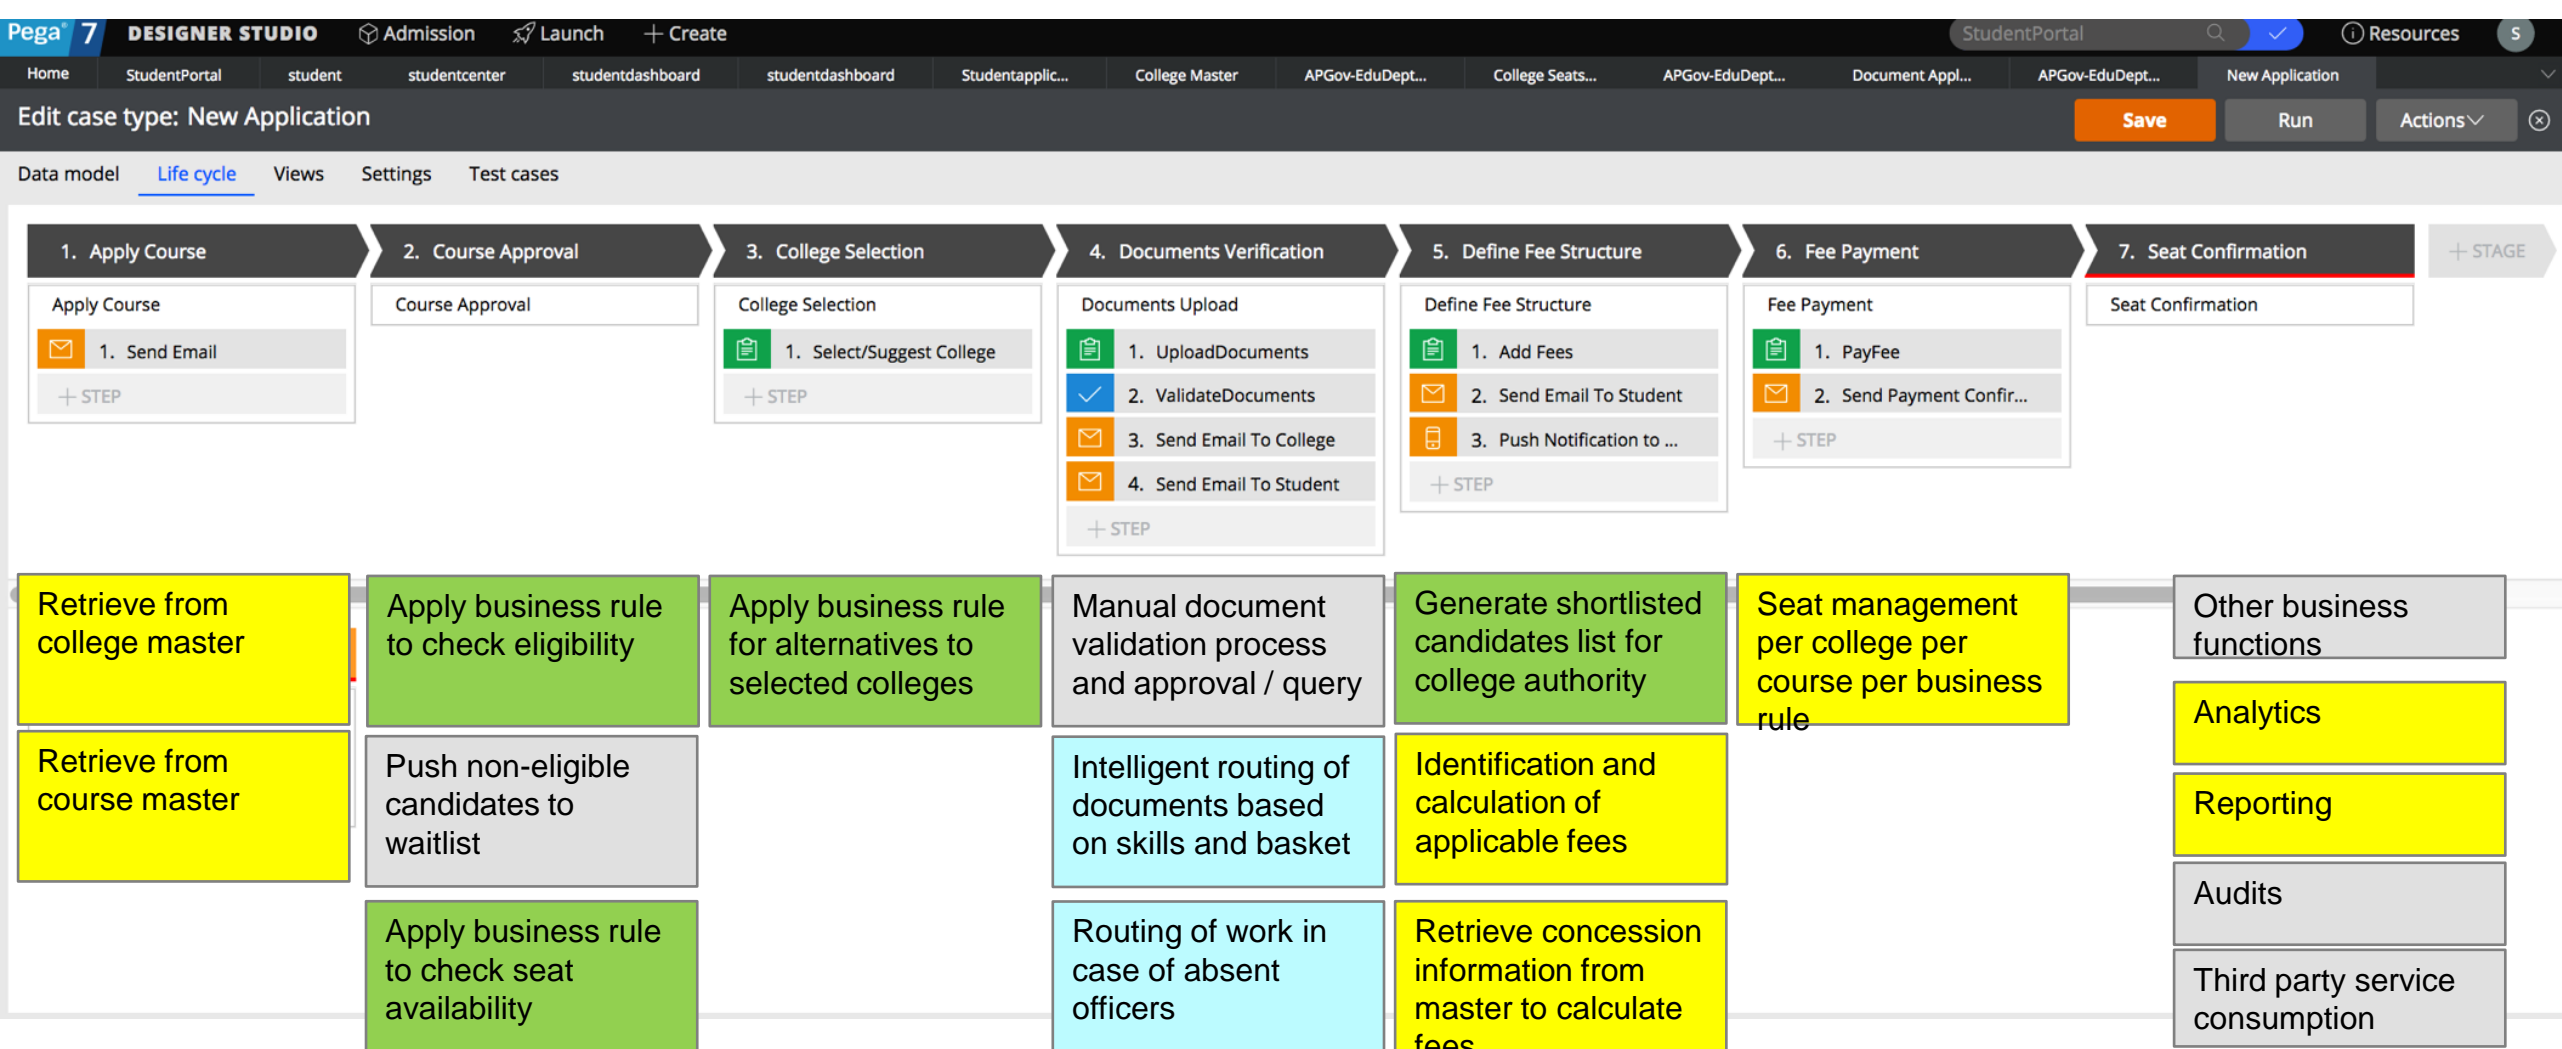 Pega 7 DESIGNER STUDIO Admission Launch + Create StudentPortal Resources S
Home StudentPortal student studentcenter studentdashboard studentdashboard Studentapplic... College Master APGov-EduDept... College Seats... APGov-EduDept... Document Appl... APGov-EduDept... New Application
Edit case type: New Application Save Run Actions
Data model Life cycle Views Settings Test cases
1. Apply Course 2. Course Approval 3. College Selection 4. Documents Verification 5. Define Fee Structure 6. Fee Payment 7. Seat Confirmation + STAGE
Apply Course Course Approval College Selection Documents Upload Define Fee Structure Fee Payment Seat Confirmation
1. Send Email 1. Select/Suggest College 1. UploadDocuments 1. Add Fees 1. PayFee
+ STEP + STEP 2. ValidateDocuments 2. Send Email To Student 2. Send Payment Confir...
3. Send Email To College 3. Push Notification to ... + STEP
4. Send Email To Student + STEP
+ STEP
Retrieve from
college master
Retrieve from
course master
Apply business rule
to check eligibility
Push non-eligible
candidates to
waitlist
Apply business rule
to check seat
availability
Apply business rule
for alternatives to
selected colleges
Manual document
validation process
and approval / query
Intelligent routing of
documents based
on skills and basket
Routing of work in
case of absent
officers
Generate shortlisted
candidates list for
college authority
Identification and
calculation of
applicable fees
Retrieve concession
information from
master to calculate
fees
Seat management
per college per
course per business
rule
Other business
functions
Analytics
Reporting
Audits
Third party service
consumption